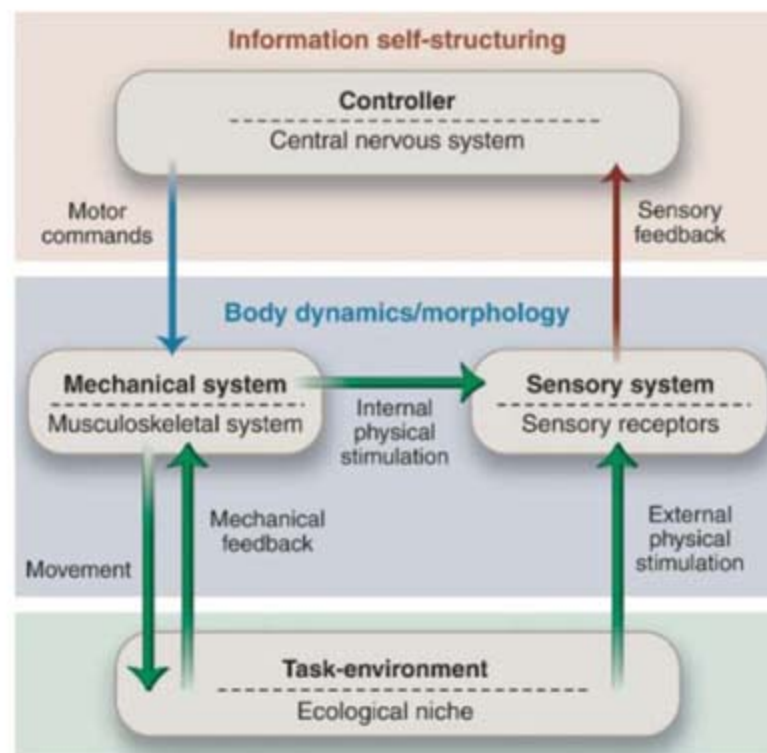 Information self-structuring
Controller
Central nervous system
Motor
commands
Sensory
feedback
Body dynamics/morphology
Mechanical system
Musculoskeletal system
Internal
physical
stimulation
Sensory system
Sensory receptors
Movement
Mechanical
feedback
External
physical
stimulation
Task-environment
Ecological niche